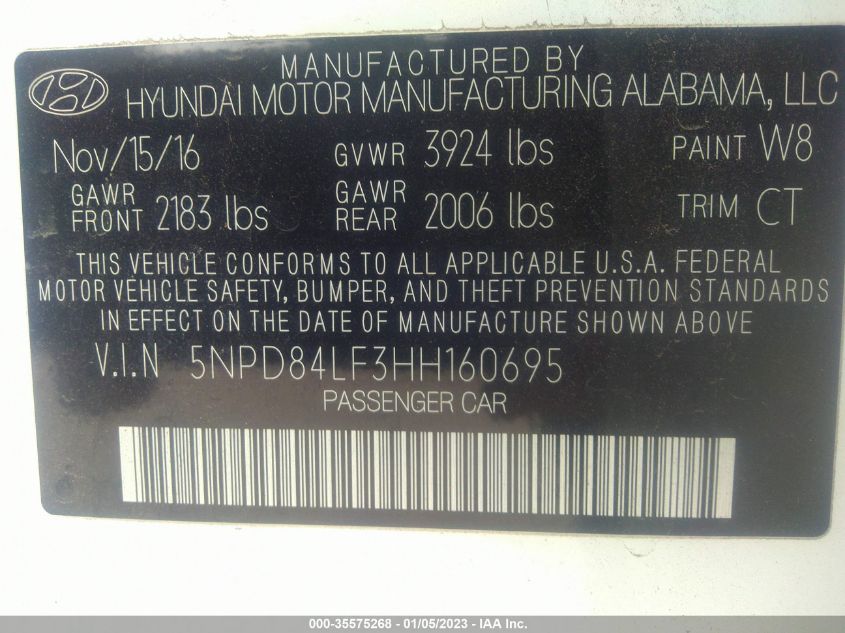 MANUFACTURED BY
HYUNDAI MOTOR MANUFACTURING ALABAMA, LLC
Nov/15/16 GVWR 3924 lbs PAINT W8
GAWR FRONT 2183 lbs GAWR REAR 2006 lbs TRIM CT
THIS VEHICLE CONFORMS TO ALL APPLICABLE U.S.A. FEDERAL
MOTOR VEHICLE SAFETY, BUMPER, AND THEFT PREVENTION STANDARDS
IN EFFECT ON THE DATE OF MANUFACTURE SHOWN ABOVE
V.I.N 5NPD84LF3HH160695
PASSENGER CAR
000-35575268 - 01/05/2023 - IAA Inc.